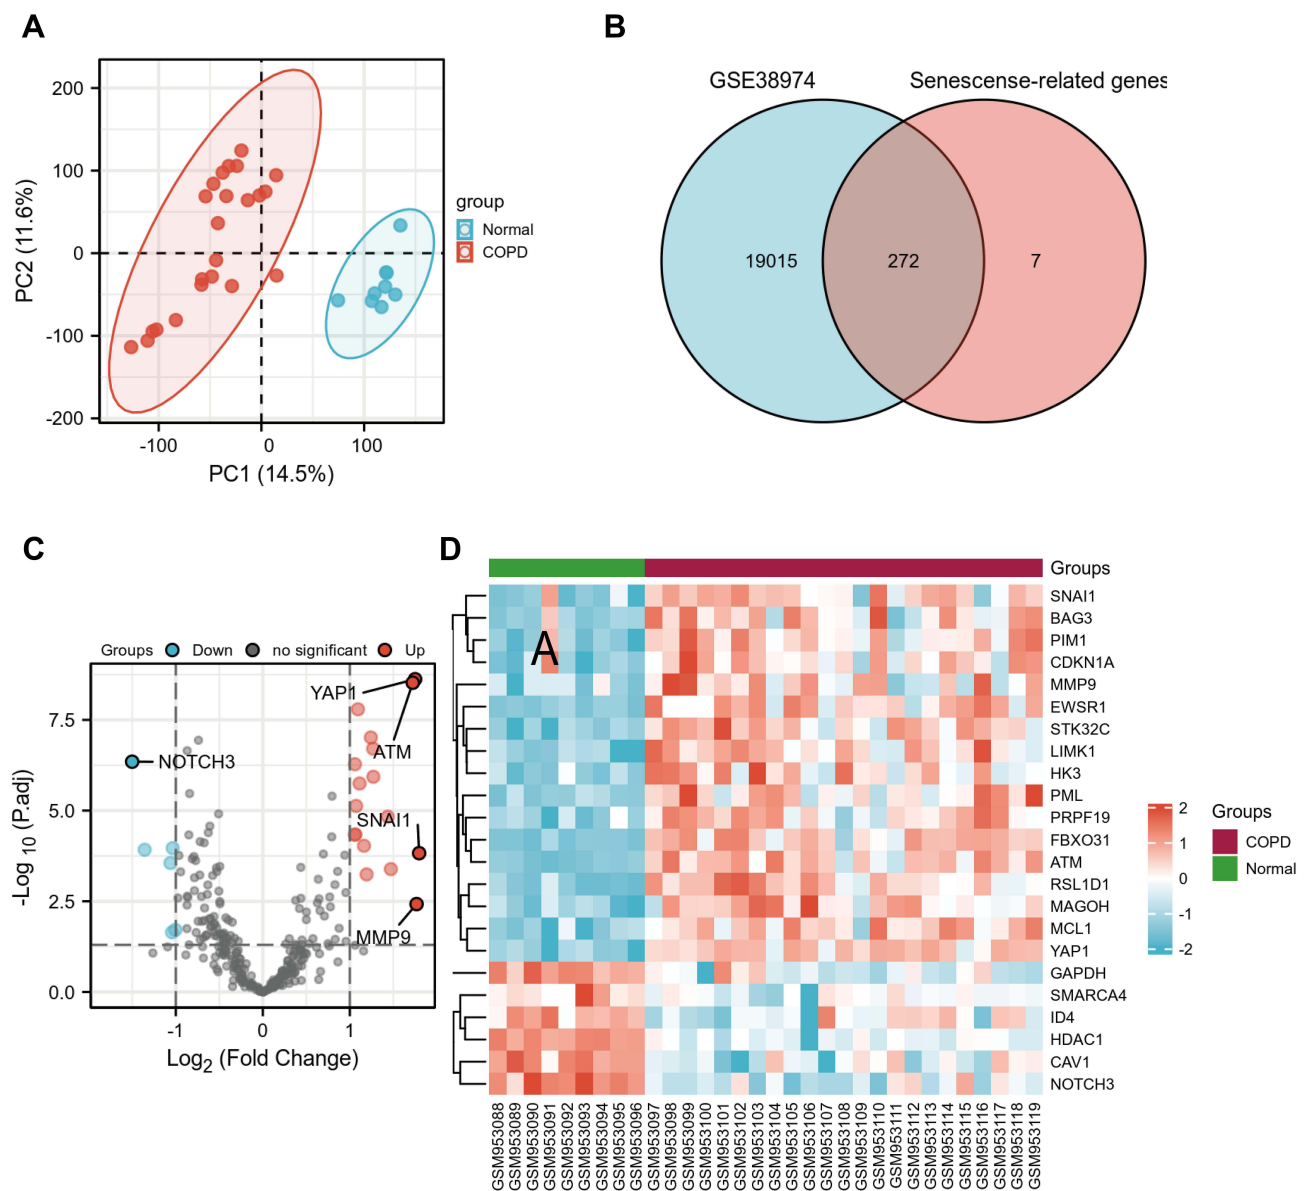 A
200
100
0
-100
-200
PC2 (11.6%)
-100
0
100
PC1 (14.5%)
group
Normal
COPD
B
GSE38974
Senescense-related genes
19015
272
7
C
Groups
Down
no significant
Up
YAP1
ATM
NOTCH3
SNAI1
MMP9
7.5
5.0
2.5
0.0
-Log 10 (P.adj)
-1
0
1
Log2 (Fold Change)
D
A
Groups
SNAI1
BAG3
PIM1
CDKN1A
MMP9
EWSR1
STK32C
LIMK1
HK3
PML
PRPF19
FBXO31
ATM
RSL1D1
MAGOH
MCL1
YAP1
GAPDH
SMARCA4
ID4
HDAC1
CAV1
NOTCH3
GSM953088
GSM953089
GSM953090
GSM953091
GSM953092
GSM953093
GSM953094
GSM953095
GSM953096
GSM953097
GSM953098
GSM953099
GSM953100
GSM953101
GSM953102
GSM953103
GSM953104
GSM953105
GSM953106
GSM953107
GSM953108
GSM953109
GSM953110
GSM953111
GSM953112
GSM953113
GSM953114
GSM953115
GSM953116
GSM953117
GSM953118
GSM953119
2
1
0
-1
-2
Groups
COPD
Normal